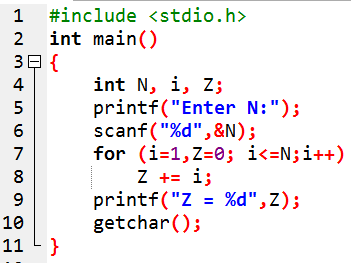 1 #include <stdio.h>
2 int main()
3 {
4 int N, i, Z;
5 printf("Enter N:");
6 scanf("%d",&N);
7 for (i=1,Z=0; i<=N;i++)
8 Z += i;
9 printf("Z = %d",Z);
10 getchar();
11 }